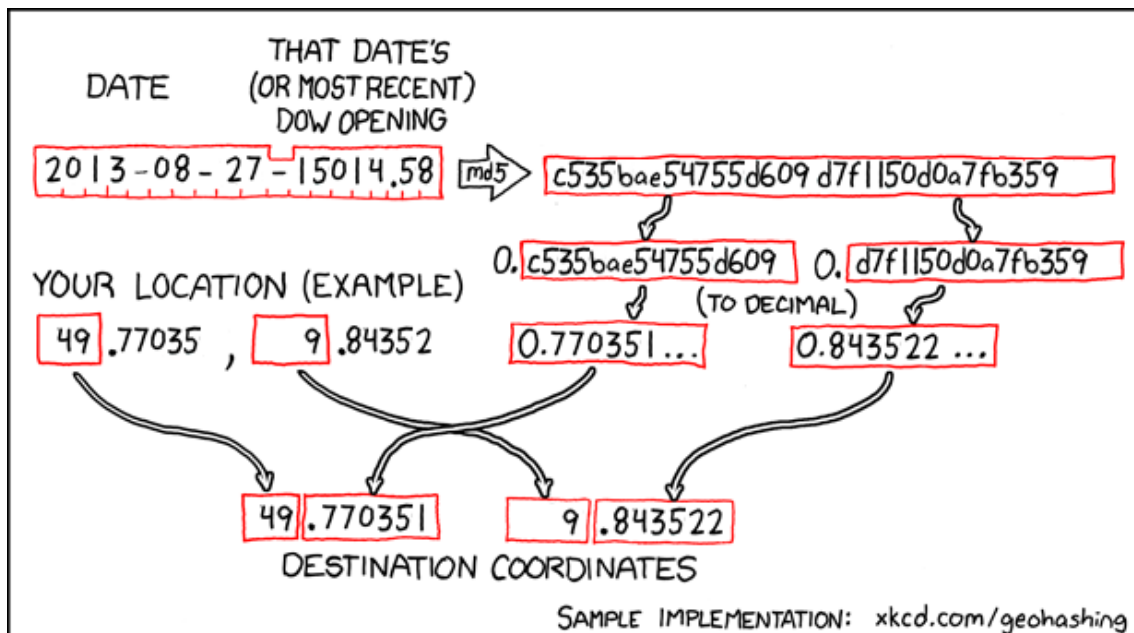 DATE
THAT DATE'S
(OR MOST RECENT)
DOW OPENING
2013-08-27-15014.58
md5
c535bae54755d609d7f1150d0a7fb359
0.c535bae54755d609
0.d7f1150d0a7fb359
(TO DECIMAL)
YOUR LOCATION (EXAMPLE)
49.77035, 9.84352
0.770351...
0.843522...
49.770351
9.843522
DESTINATION COORDINATES
SAMPLE IMPLEMENTATION: xkcd.com/geohashing